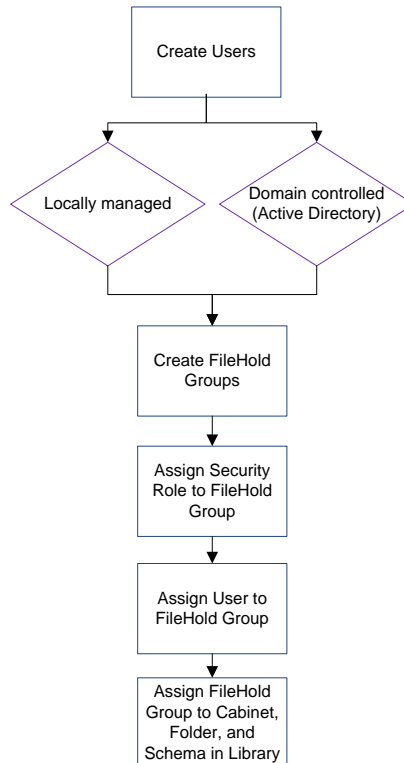 Create Users
Locally managed
Domain controlled
(Active Directory)
Create FileHold
Groups
Assign Security
Role to FileHold
Group
Assign User to
FileHold Group
Assign FileHold
Group to Cabinet,
Folder, and
Schema in Library